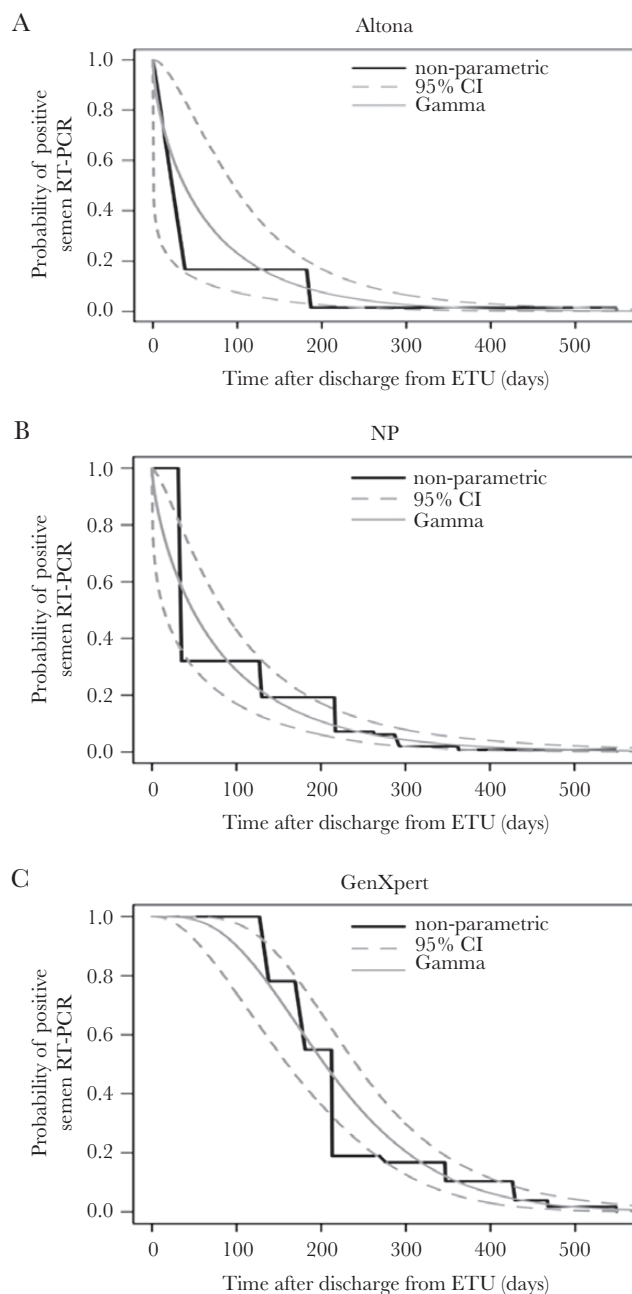 A
Altona
non-parametric
95% CI
Gamma
Probability of positive
semen RT-PCR
1.0
0.8
0.6
0.4
0.2
0.0
0 100 200 300 400 500
Time after discharge from ETU (days)
B
NP
non-parametric
95% CI
Gamma
Probability of positive
semen RT-PCR
1.0
0.8
0.6
0.4
0.2
0.0
0 100 200 300 400 500
Time after discharge from ETU (days)
C
GenXpert
non-parametric
95% CI
Gamma
Probability of positive
semen RT-PCR
1.0
0.8
0.6
0.4
0.2
0.0
0 100 200 300 400 500
Time after discharge from ETU (days)